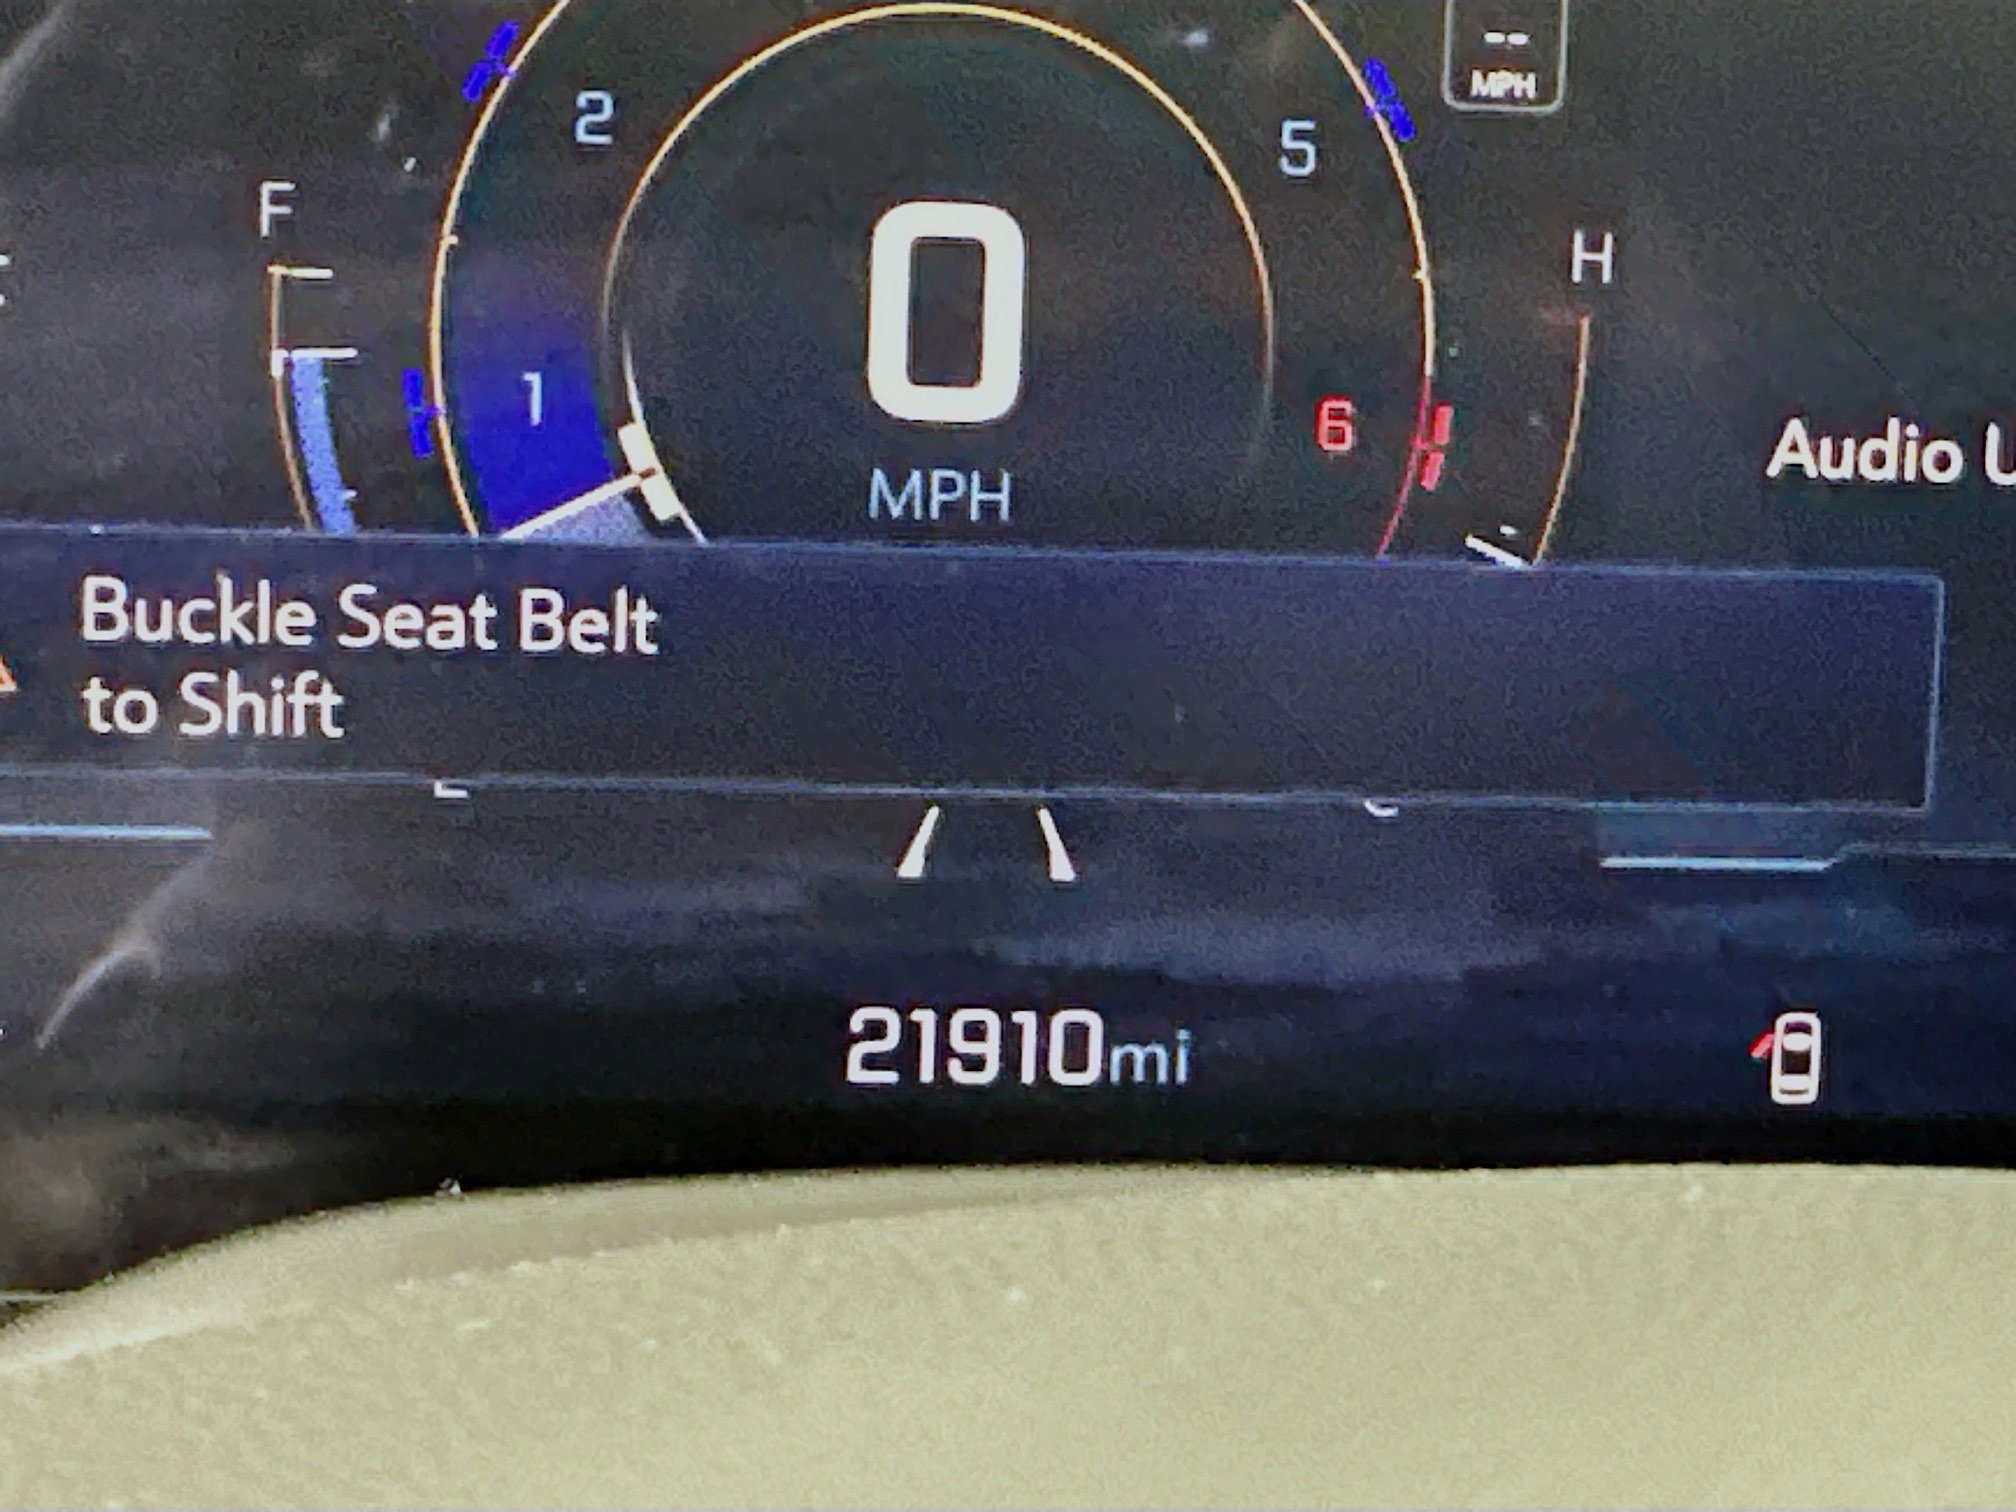 --
MPH
2
5
F
H
0
1
6
MPH
Audio
Buckle Seat Belt
to Shift
21910mi